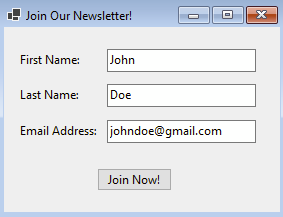 Join Our Newsletter!
First Name: John
Last Name: Doe
Email Address: johndoe@gmail.com
Join Now!